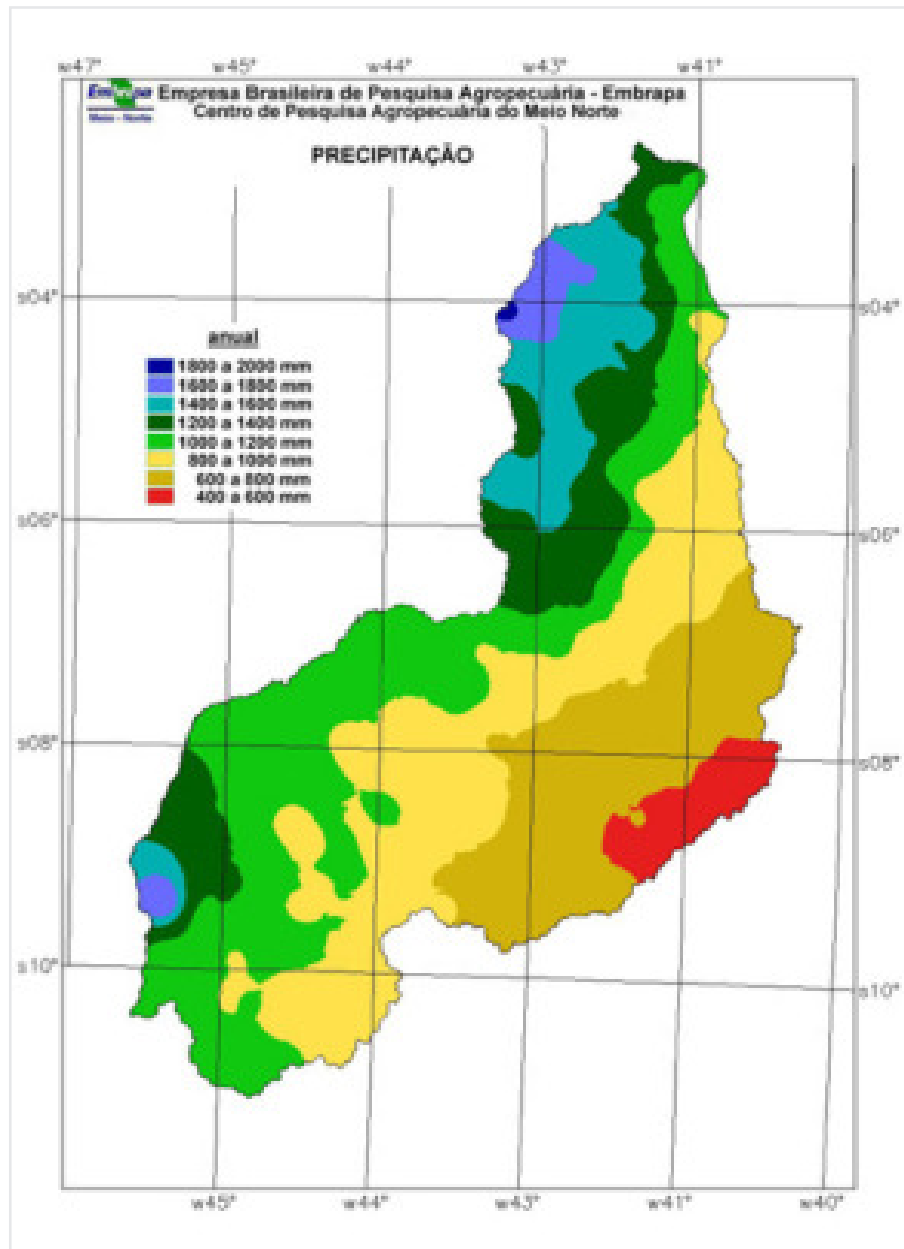 w47° w45° w44° w43° w41°
Embrapa Empresa Brasileira de Pesquisa Agropecuária - Embrapa
Meio - Norte Centro de Pesquisa Agropecuária do Meio Norte
PRECIPITAÇÃO
s04° s04°
anual
1800 a 2000 mm
1600 a 1800 mm
1400 a 1600 mm
1200 a 1400 mm
1000 a 1200 mm
800 a 1000 mm
600 a 800 mm
400 a 600 mm
s06° s06°
s08° s08°
s10° s10°
w45° w44° w43° w41° w40°